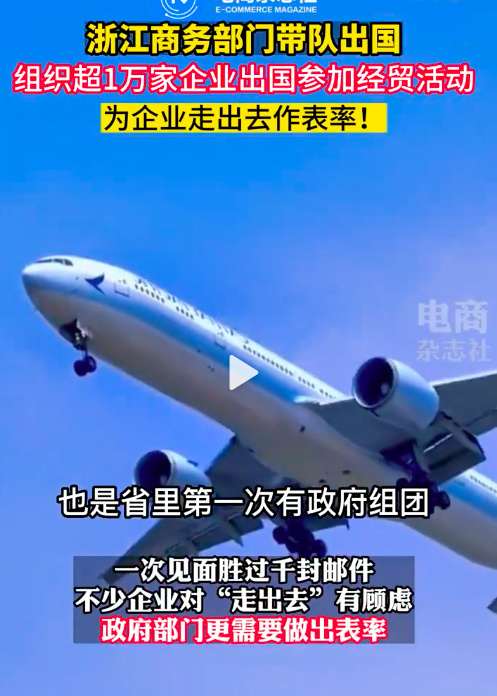 E-COMMERCE MAGAZINE
浙江商务部门带队出国
组织超1万家企业出国参加经贸活动
为企业走出去作表率！
电商
杂志社
也是省里第一次有政府组团
一次见面胜过千封邮件
不少企业对“走出去”有顾虑
政府部门更需要做出表率